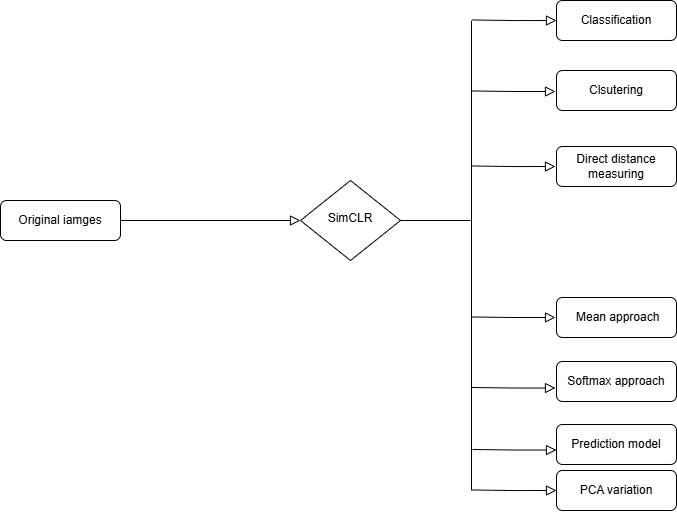 Classification
Clsutering
Direct distance
measuring
Original iamges
SimCLR
Mean approach
Softmax approach
Prediction model
PCA variation